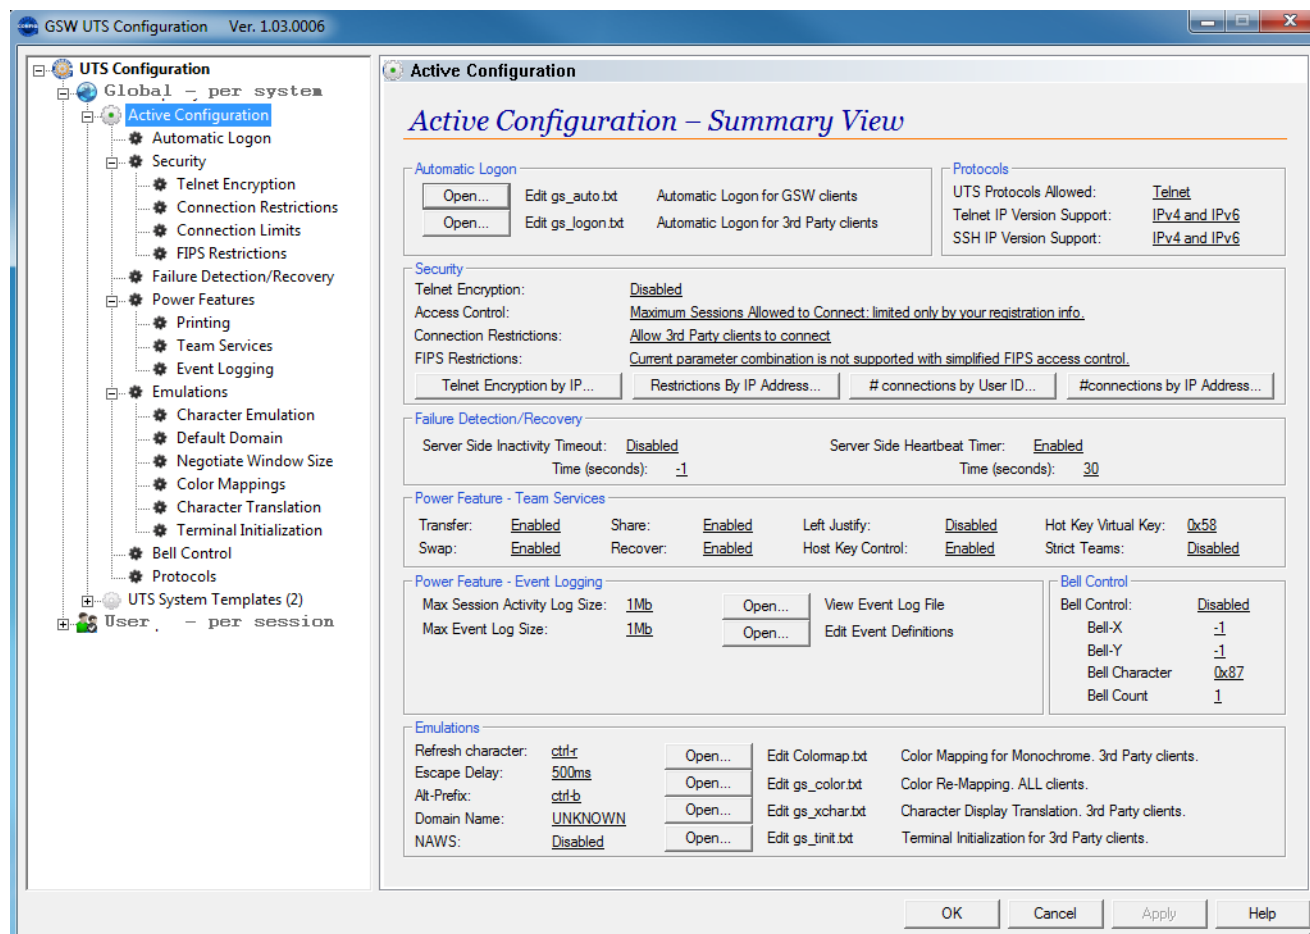 GSW UTS Configuration Ver. 1.03.0006
UTS Configuration
Global - per system
Active Configuration
Automatic Logon
Security
Telnet Encryption
Connection Restrictions
Connection Limits
FIPS Restrictions
Failure Detection/Recovery
Power Features
Printing
Team Services
Event Logging
Emulations
Character Emulation
Default Domain
Negotiate Window Size
Color Mappings
Character Translation
Terminal Initialization
Bell Control
Protocols
UTS System Templates (2)
User - per session
Active Configuration
Active Configuration – Summary View
Automatic Logon
Open... Edit gs_auto.txt Automatic Logon for GSW clients
Open... Edit gs_logon.txt Automatic Logon for 3rd Party clients
Protocols
UTS Protocols Allowed: Telnet
Telnet IP Version Support: IPv4 and IPv6
SSH IP Version Support: IPv4 and IPv6
Security
Telnet Encryption: Disabled
Access Control: Maximum Sessions Allowed to Connect: limited only by your registration info.
Connection Restrictions: Allow 3rd Party clients to connect
FIPS Restrictions: Current parameter combination is not supported with simplified FIPS access control.
Telnet Encryption by IP... Restrictions By IP Address... # connections by User ID... #connections by IP Address...
Failure Detection/Recovery
Server Side Inactivity Timeout: Disabled Server Side Heartbeat Timer: Enabled
Time (seconds): -1 Time (seconds): 30
Power Feature - Team Services
Transfer: Enabled Share: Enabled Left Justify: Disabled Hot Key Virtual Key: 0x58
Swap: Enabled Recover: Enabled Host Key Control: Enabled Strict Teams: Disabled
Power Feature - Event Logging
Max Session Activity Log Size: 1Mb Open... View Event Log File
Max Event Log Size: 1Mb Open... Edit Event Definitions
Bell Control
Bell Control: Disabled
Bell-X -1
Bell-Y -1
Bell Character 0x87
Bell Count 1
Emulations
Refresh character: ctrl-r Open... Edit Colormap.txt Color Mapping for Monochrome. 3rd Party clients.
Escape Delay: 500ms Open... Edit gs_color.txt Color Re-Mapping. ALL clients.
Alt-Prefix: ctrl-b Open... Edit gs_xchar.txt Character Display Translation. 3rd Party clients.
Domain Name: UNKNOWN Open... Edit gs_tinit.txt Terminal Initialization for 3rd Party clients.
NAWS: Disabled
OK Cancel Apply Help